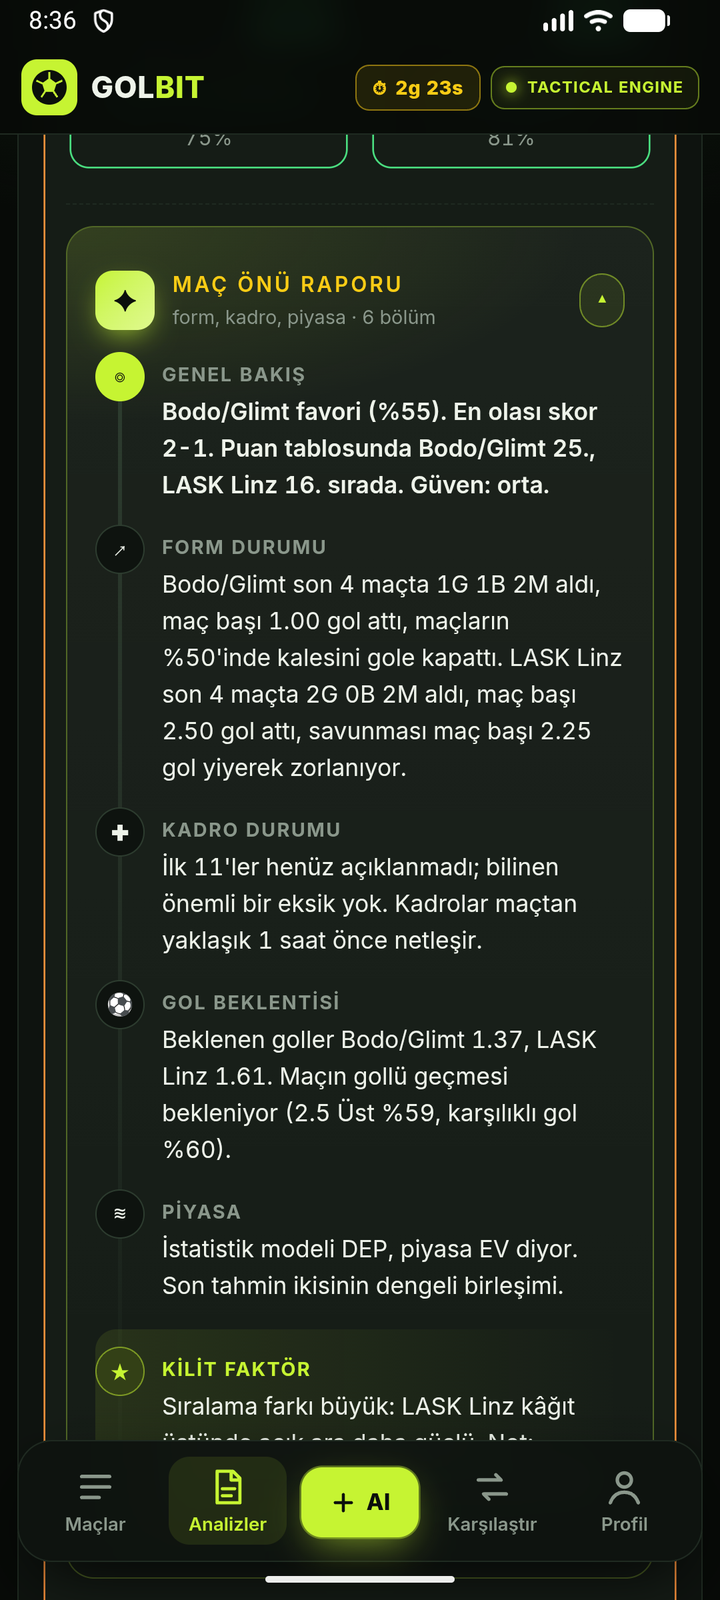 8:36
GOLBIT
2g 23s
TACTICAL ENGINE
75%
81%
MAÇ ÖNÜ RAPORU
form, kadro, piyasa · 6 bölüm
GENEL BAKIŞ
Bodo/Glimt favori (%55). En olası skor
2-1. Puan tablosunda Bodo/Glimt 25.,
LASK Linz 16. sırada. Güven: orta.
FORM DURUMU
Bodo/Glimt son 4 maçta 1G 1B 2M aldı,
maç başı 1.00 gol attı, maçların
%50'inde kalesini gole kapattı. LASK Linz
son 4 maçta 2G 0B 2M aldı, maç başı
2.50 gol attı, savunması maç başı 2.25
gol yiyerek zorlanıyor.
KADRO DURUMU
İlk 11'ler henüz açıklanmadı; bilinen
önemli bir eksik yok. Kadrolar maçtan
yaklaşık 1 saat önce netleşir.
GOL BEKLENTİSİ
Beklenen goller Bodo/Glimt 1.37, LASK
Linz 1.61. Maçın gollü geçmesi
bekleniyor (2.5 Üst %59, karşılıklı gol
%60).
PİYASA
İstatistik modeli DEP, piyasa EV diyor.
Son tahmin ikisinin dengeli birleşimi.
KİLİT FAKTÖR
Sıralama farkı büyük: LASK Linz kâğıt
Maçlar
Analizler
+ AI
Karşılaştır
Profil